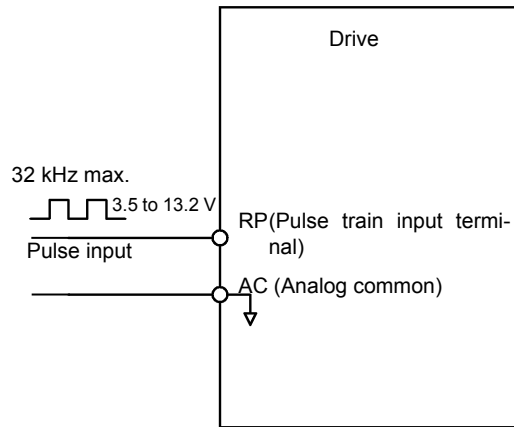 Drive
32 kHz max.
3.5 to 13.2 V
RP(Pulse train input termi-
nal)
Pulse input
AC (Analog common)